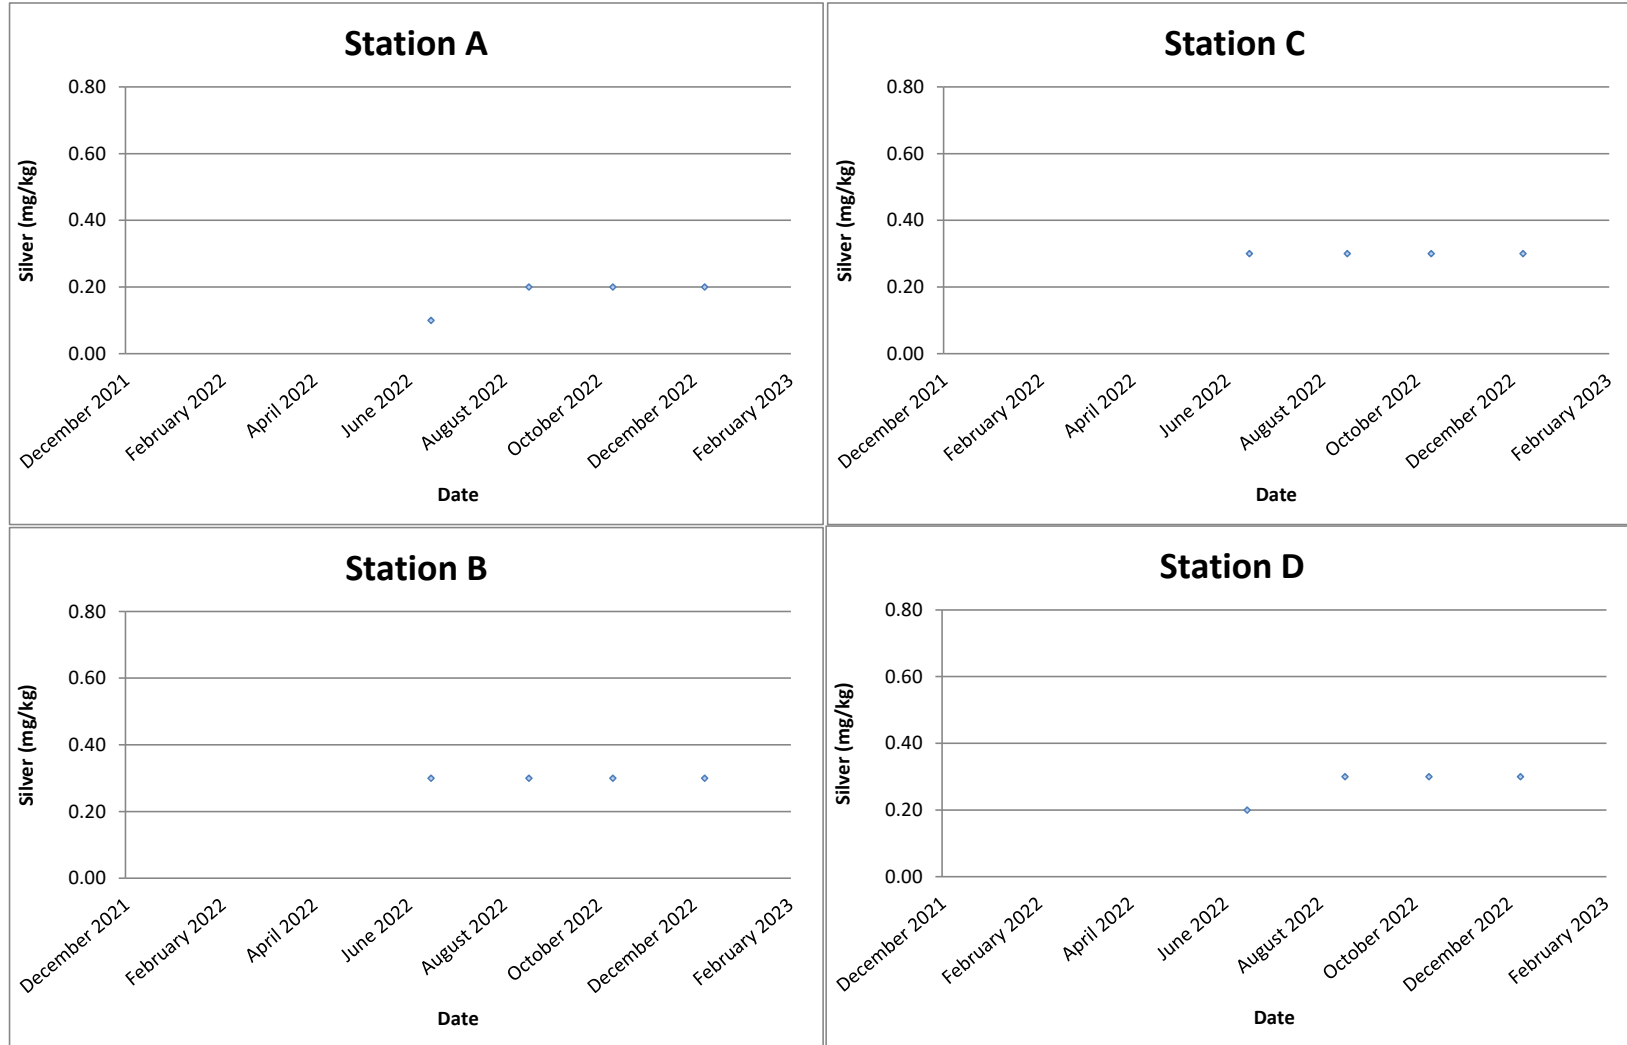 Station A
0.80
0.60
0.40
0.20
0.00
Silver (mg/kg)
December 2021
February 2022
April 2022
June 2022
August 2022
October 2022
December 2022
February 2023
Date
Station C
0.80
0.60
0.40
0.20
0.00
Silver (mg/kg)
December 2021
February 2022
April 2022
June 2022
August 2022
October 2022
December 2022
February 2023
Date
Station B
0.80
0.60
0.40
0.20
0.00
Silver (mg/kg)
December 2021
February 2022
April 2022
June 2022
August 2022
October 2022
December 2022
February 2023
Date
Station D
0.80
0.60
0.40
0.20
0.00
Silver (mg/kg)
December 2021
February 2022
April 2022
June 2022
August 2022
October 2022
December 2022
February 2023
Date